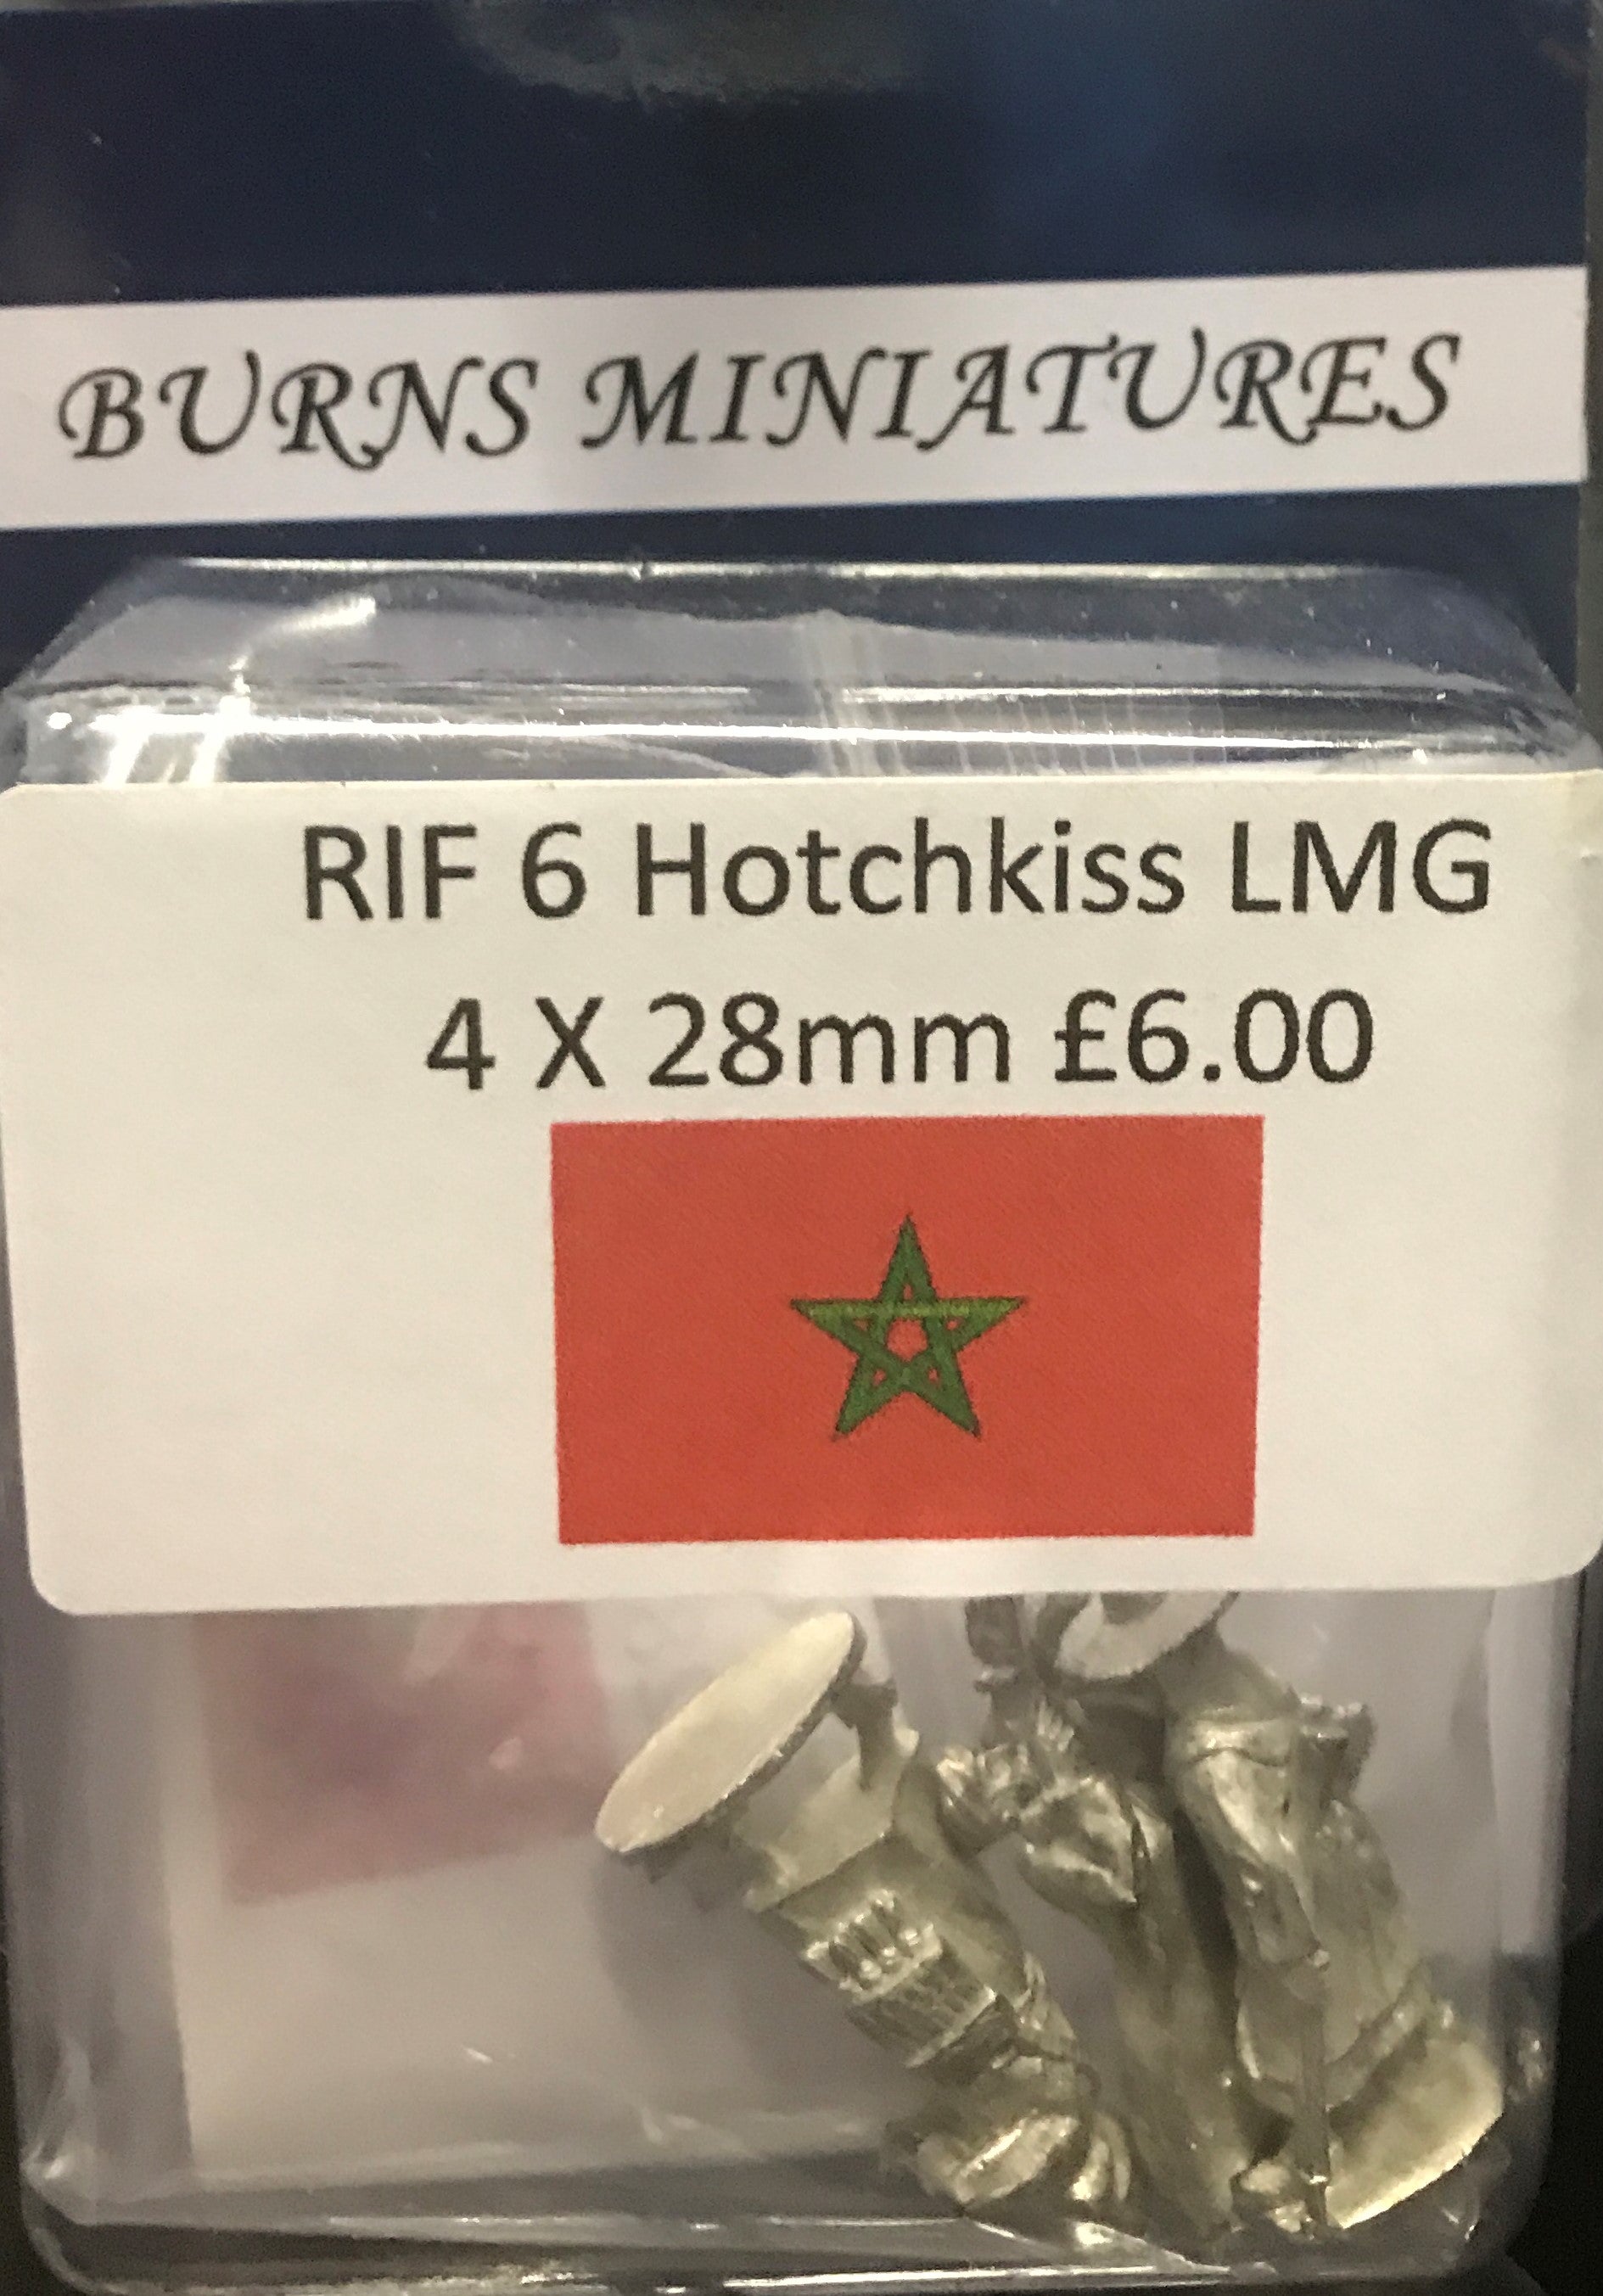 BURNS MINIATURES
RIF 6 Hotchkiss LMG
4 X 28mm £6.00